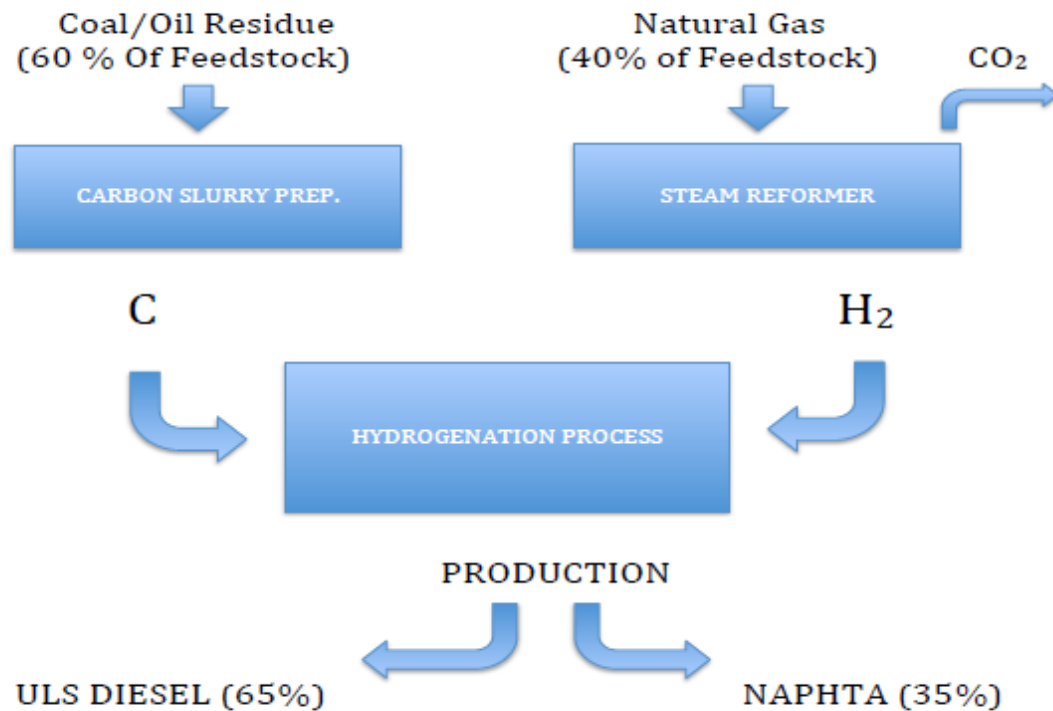 Coal/Oil Residue
(60 % Of Feedstock)
Natural Gas
(40% of Feedstock)
CO₂
CARBON SLURRY PREP.
STEAM REFORMER
C
H₂
HYDROGENATION PROCESS
PRODUCTION
ULS DIESEL (65%)
NAPHTA (35%)